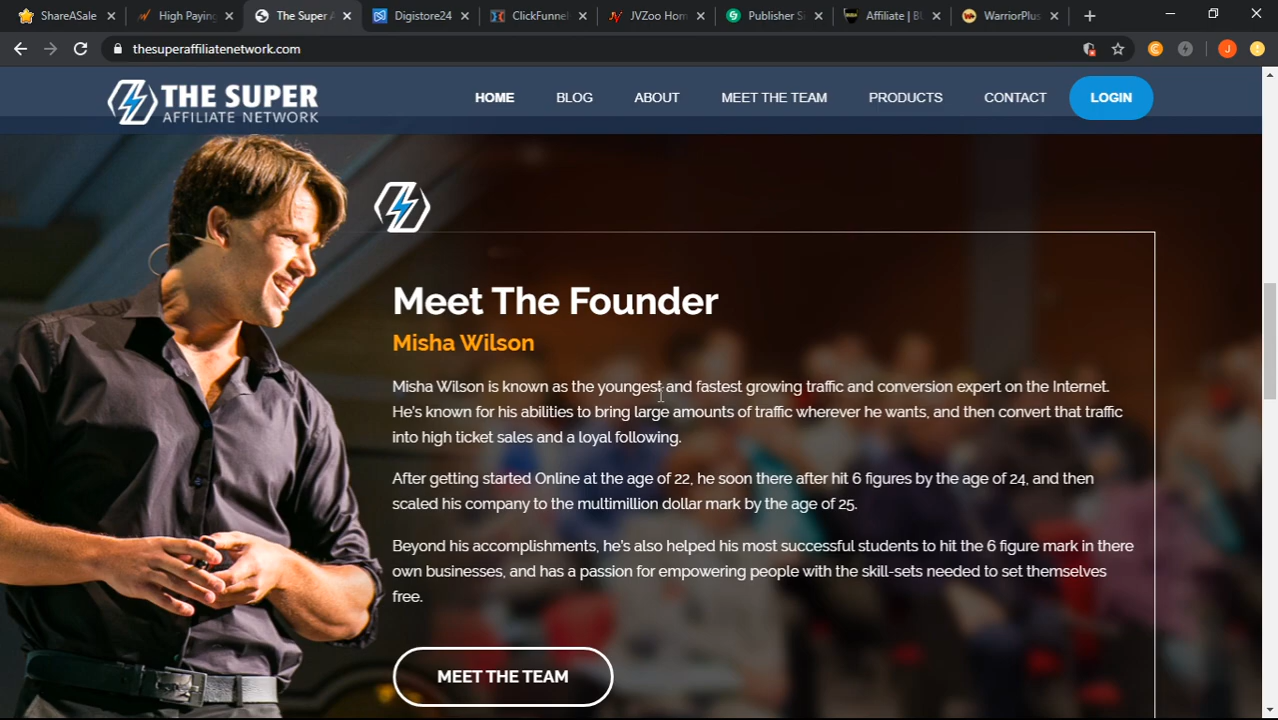 ShareASale
High Paying
The Super A
Digistore24
ClickFunnel
JVZoo Hom
Publisher Si
Affiliate | BU
WarriorPlus
thesuperaffiliatenetwork.com
J
THE SUPER
AFFILIATE NETWORK
HOME
BLOG
ABOUT
MEET THE TEAM
PRODUCTS
CONTACT
LOGIN
Meet The Founder
Misha Wilson
Misha Wilson is known as the youngest and fastest growing traffic and conversion expert on the Internet.
He's known for his abilities to bring large amounts of traffic wherever he wants, and then convert that traffic
into high ticket sales and a loyal following.
After getting started Online at the age of 22, he soon there after hit 6 figures by the age of 24, and then
scaled his company to the multimillion dollar mark by the age of 25.
Beyond his accomplishments, he's also helped his most successful students to hit the 6 figure mark in there
own businesses, and has a passion for empowering people with the skill-sets needed to set themselves
free.
MEET THE TEAM